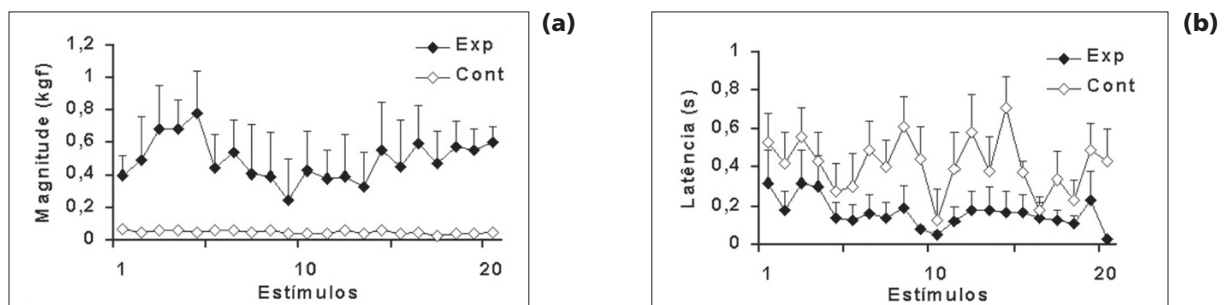 (a)
Magnitude (kgf)
1,2
1
0,8
0,6
0,4
0,2
0
Exp
Cont
1
10
20
Estímulos
(b)
Latência (s)
1
0,8
0,6
0,4
0,2
0
Exp
Cont
1
10
20
Estímulos